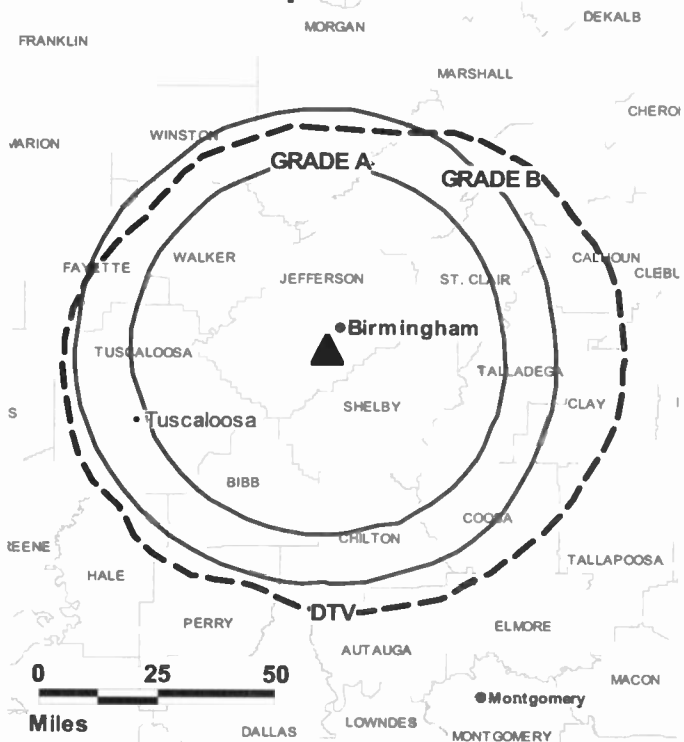 DEKALB
FRANKLIN
MORGAN
MARSHALL
CHERO
MARION
WINSTON
GRADE A
GRADE B
WALKER
FAYETTE
CALHOUN
JEFFERSON
ST. CLAIR
CLEBU
Birmingham
TUSCALOOSA
TALLADEGA
SHELBY
CLAY
S
Tuscaloosa
BIBB
COOSA
CHILTON
REENE
TALLAPOOSA
HALE
DTV
PERRY
ELMORE
AUTAUGA
0 25 50
MACON
Montgomery
Miles
LOWNDES
DALLAS
MONTGOMERY